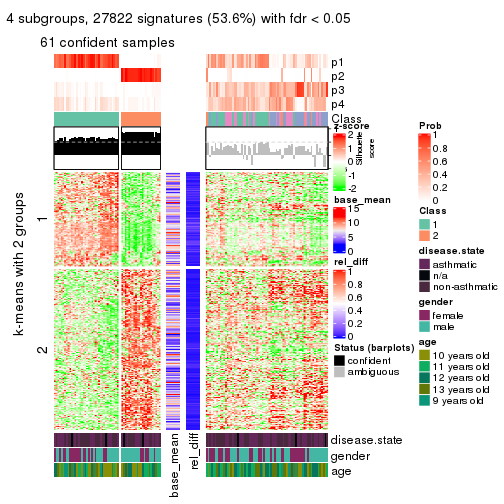 4 subgroups, 27822 signatures (53.6%) with fdr < 0.05
61 confident samples
p1
p2
p3
p4
Class
Silhouette
score
k-means with 2 groups
1
2
disease.state
gender
age
base_mean
rel_diff
z-score
2
1
0
-1
-2
base_mean
15
10
5
0
rel_diff
1
0.8
0.6
0.4
0.2
0
Status (barplots)
confident
ambiguous
Prob
1
0.8
0.6
0.4
0.2
0
Class
1
2
disease.state
asthmatic
n/a
non-asthmatic
gender
female
male
age
10 years old
11 years old
12 years old
13 years old
9 years old